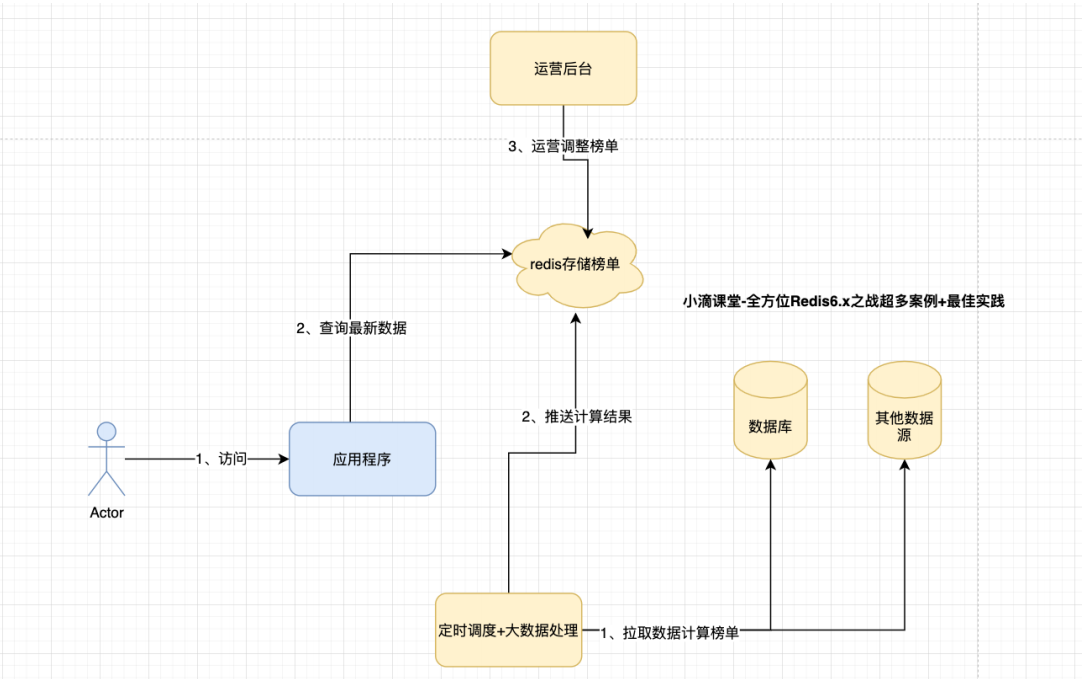 运营后台
3、运营调整榜单
redis存储榜单
小滴课堂-全方位Redis6.x之战超多案例+最佳实践
2、查询最新数据
2、推送计算结果
数据库
其他数据
源
1、访问
应用程序
Actor
定时调度+大数据处理
1、拉取数据计算榜单